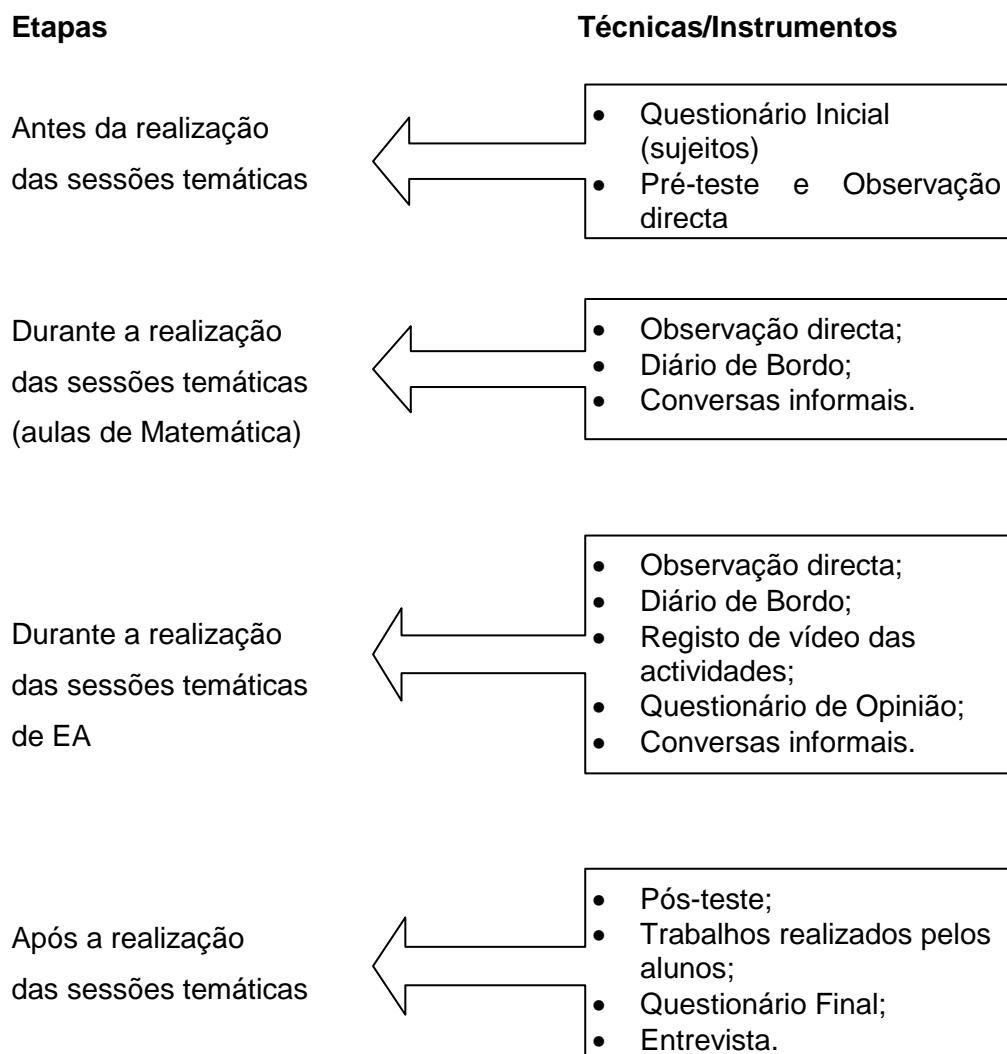 Etapas Técnicas/Instrumentos
Antes da realização
das sessões temáticas
• Questionário Inicial
(sujeitos)
• Pré-teste e Observação
directa
Durante a realização
das sessões temáticas
(aulas de Matemática)
• Observação directa;
• Diário de Bordo;
• Conversas informais.
Durante a realização
das sessões temáticas
de EA
• Observação directa;
• Diário de Bordo;
• Registo de vídeo das
actividades;
• Questionário de Opinião;
• Conversas informais.
Após a realização
das sessões temáticas
• Pós-teste;
• Trabalhos realizados pelos
alunos;
• Questionário Final;
• Entrevista.